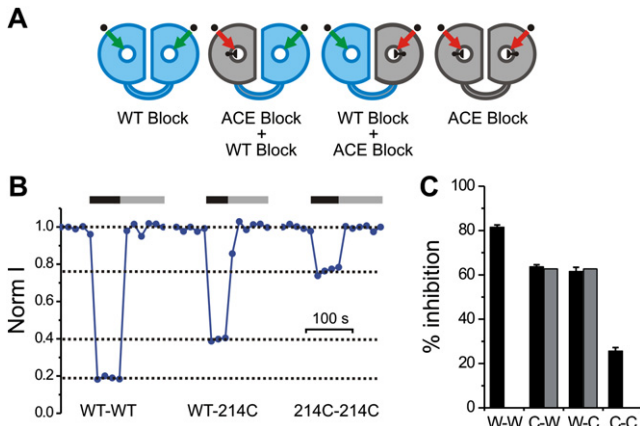 A
WT Block
ACE Block
+
WT Block
WT Block
+
ACE Block
ACE Block
B
Norm I
1.0
0.8
0.6
0.4
0.2
0.0
100 s
WT-WT
WT-214C
214C-214C
C
% inhibition
100
80
60
40
20
0
W-W
C-W
W-C
C-C